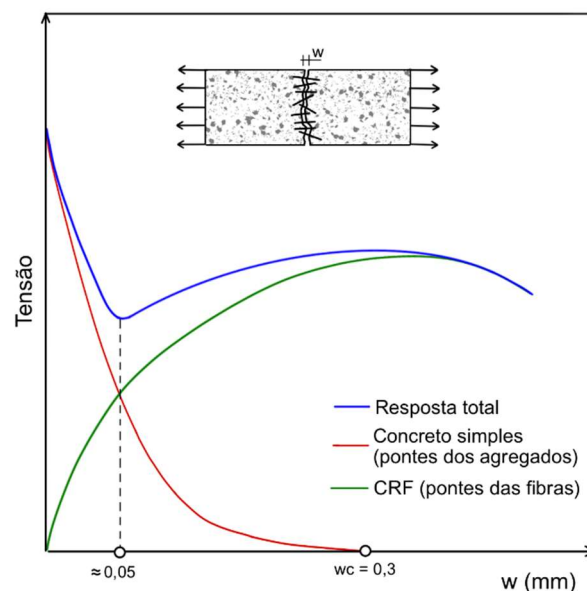 w
Tensão
Resposta total
Concreto simples
(pontes dos agregados)
CRF (pontes das fibras)
≈0,05
wc = 0,3
w (mm)